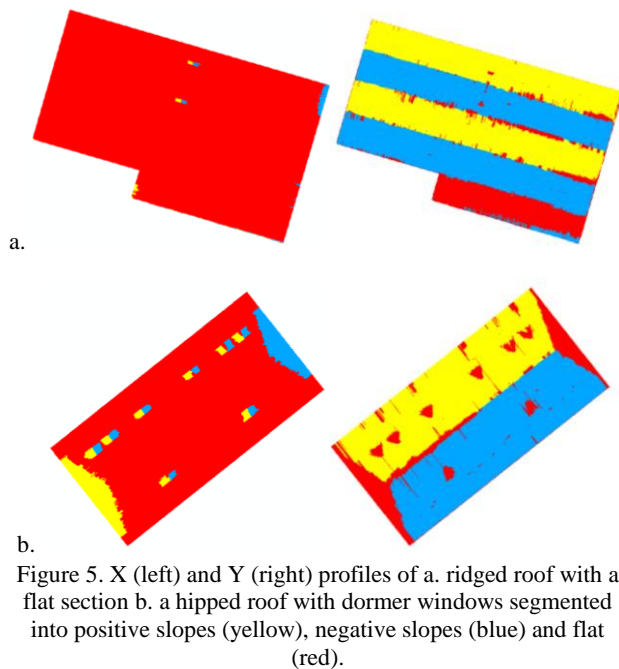 a.
b.
Figure 5. X (left) and Y (right) profiles of a. ridged roof with a
flat section b. a hipped roof with dormer windows segmented
into positive slopes (yellow), negative slopes (blue) and flat
(red).